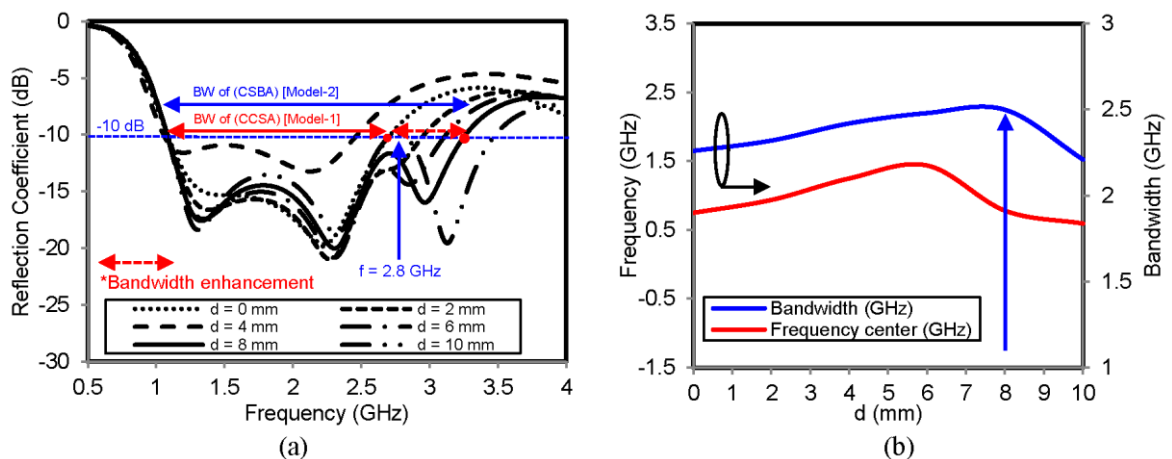 0
-5
-10
-15
-20
-25
-30
Reflection Coefficient (dB)
BW of (CSBA) [Model-2]
BW of (CCSA) [Model-1]
-10 dB
f = 2.8 GHz
*Bandwidth enhancement
d = 0 mm d = 2 mm
d = 4 mm d = 6 mm
d = 8 mm d = 10 mm
0.5 1 1.5 2 2.5 3 3.5 4
Frequency (GHz)
(a)
3.5
2.5
1.5
0.5
-0.5
-1.5
Frequency (GHz)
3
2.5
2
1.5
1
Bandwidth (GHz)
Bandwidth (GHz)
Frequency center (GHz)
0 1 2 3 4 5 6 7 8 9 10
d (mm)
(b)